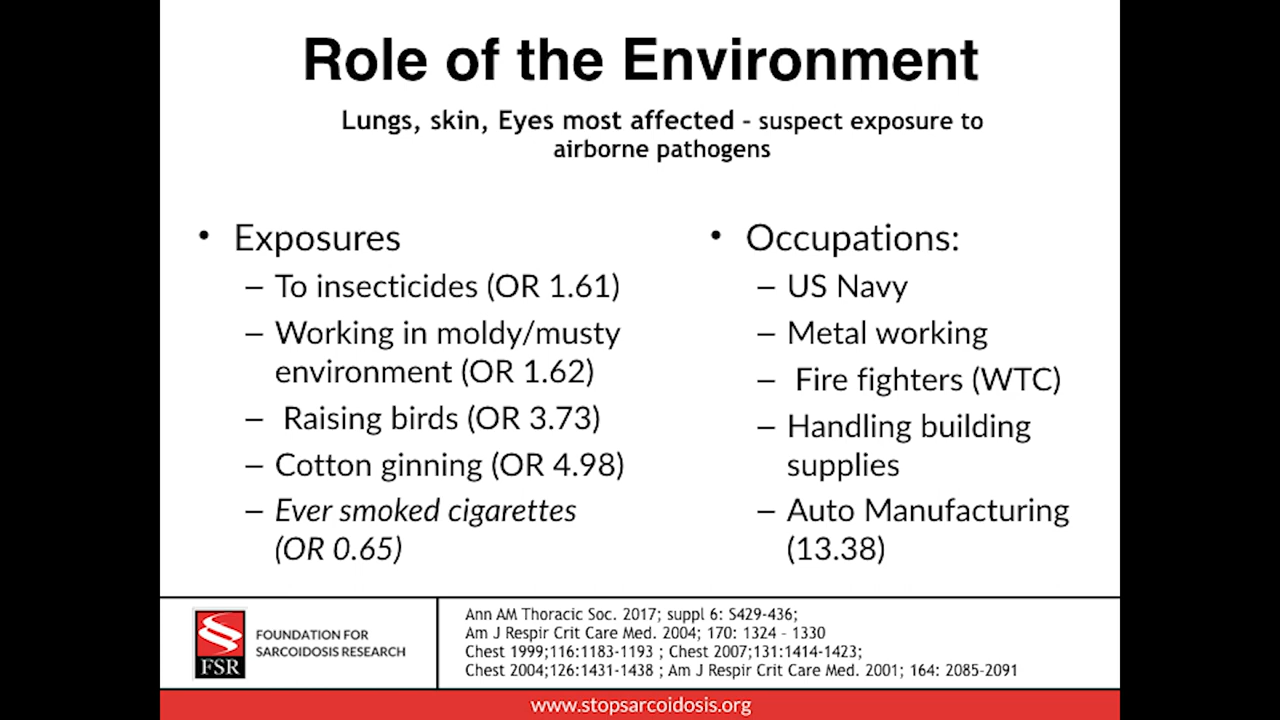 Role of the Environment
Lungs, skin, Eyes most affected - suspect exposure to
airborne pathogens
• Exposures
– To insecticides (OR 1.61)
– Working in moldy/musty
environment (OR 1.62)
– Raising birds (OR 3.73)
– Cotton ginning (OR 4.98)
– Ever smoked cigarettes
(OR 0.65)
• Occupations:
– US Navy
– Metal working
– Fire fighters (WTC)
– Handling building
supplies
– Auto Manufacturing
(13.38)
FSR
FOUNDATION FOR
SARCOIDOSIS RESEARCH
Ann AM Thoracic Soc. 2017; suppl 6: S429-436;
Am J Respir Crit Care Med. 2004; 170: 1324 - 1330
Chest 1999;116:1183-1193 ; Chest 2007;131:1414-1423;
Chest 2004;126:1431-1438 ; Am J Respir Crit Care Med. 2001; 164: 2085-2091
www.stopsarcoidosis.org